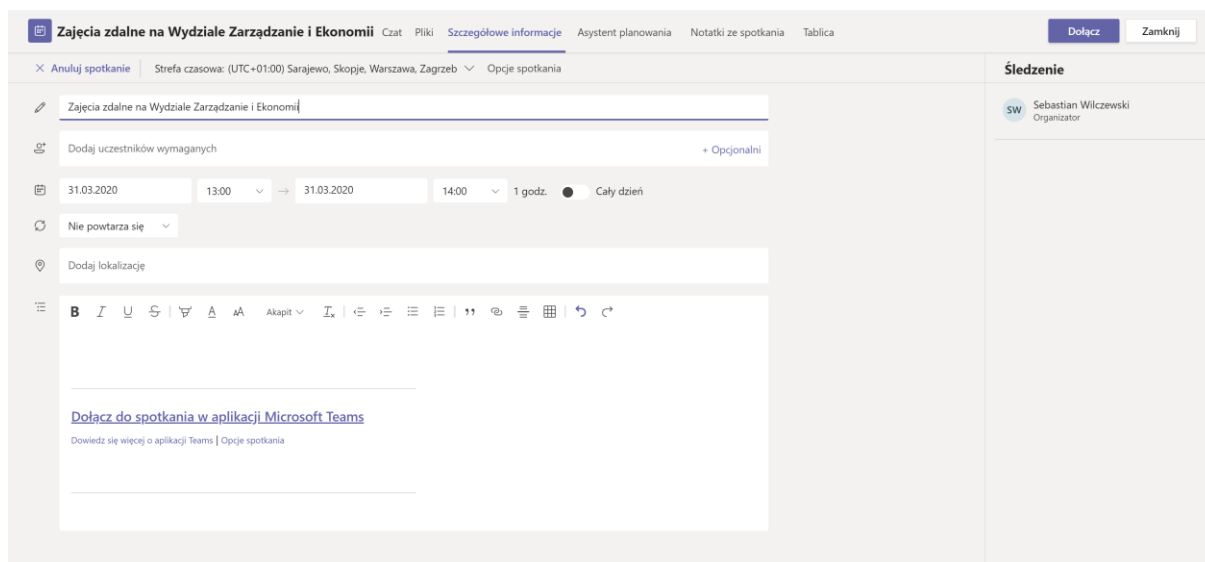 Zajęcia zdalne na Wydziale Zarządzanie i Ekonomii Czat Pliki Szczegółowe informacje Asystent planowania Notatki ze spotkania Tablica Dołącz Zamknij
Anuluj spotkanie Strefa czasowa: (UTC+01:00) Sarajewo, Skopje, Warszawa, Zagrzeb Opcje spotkania
Śledzenie
Zajęcia zdalne na Wydziale Zarządzanie i Ekonomii
SW Sebastian Wilczewski
Organizator
Dodaj uczestników wymaganych + Opcjonalni
31.03.2020 13:00 → 31.03.2020 14:00 1 godz. Cały dzień
Nie powtarza się
Dodaj lokalizację
B I U S A AA Akapit
Dołącz do spotkania w aplikacji Microsoft Teams
Dowiedz się więcej o aplikacji Teams | Opcje spotkania